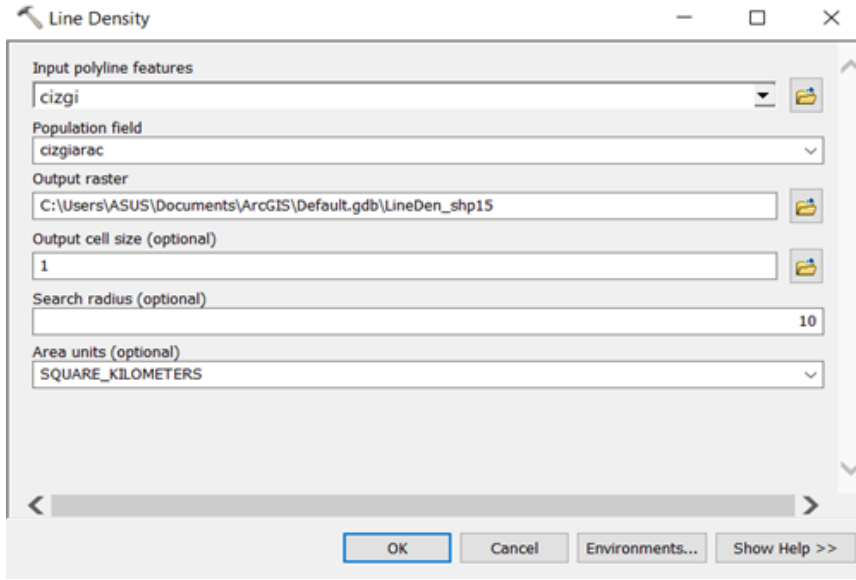 Line Density
Input polyline features
cizgi
Population field
cizgiarac
Output raster
C:\Users\ASUS\Documents\ArcGIS\Default.gdb\LineDen_shp15
Output cell size (optional)
1
Search radius (optional)
10
Area units (optional)
SQUARE_KILOMETERS
OK Cancel Environments... Show Help >>